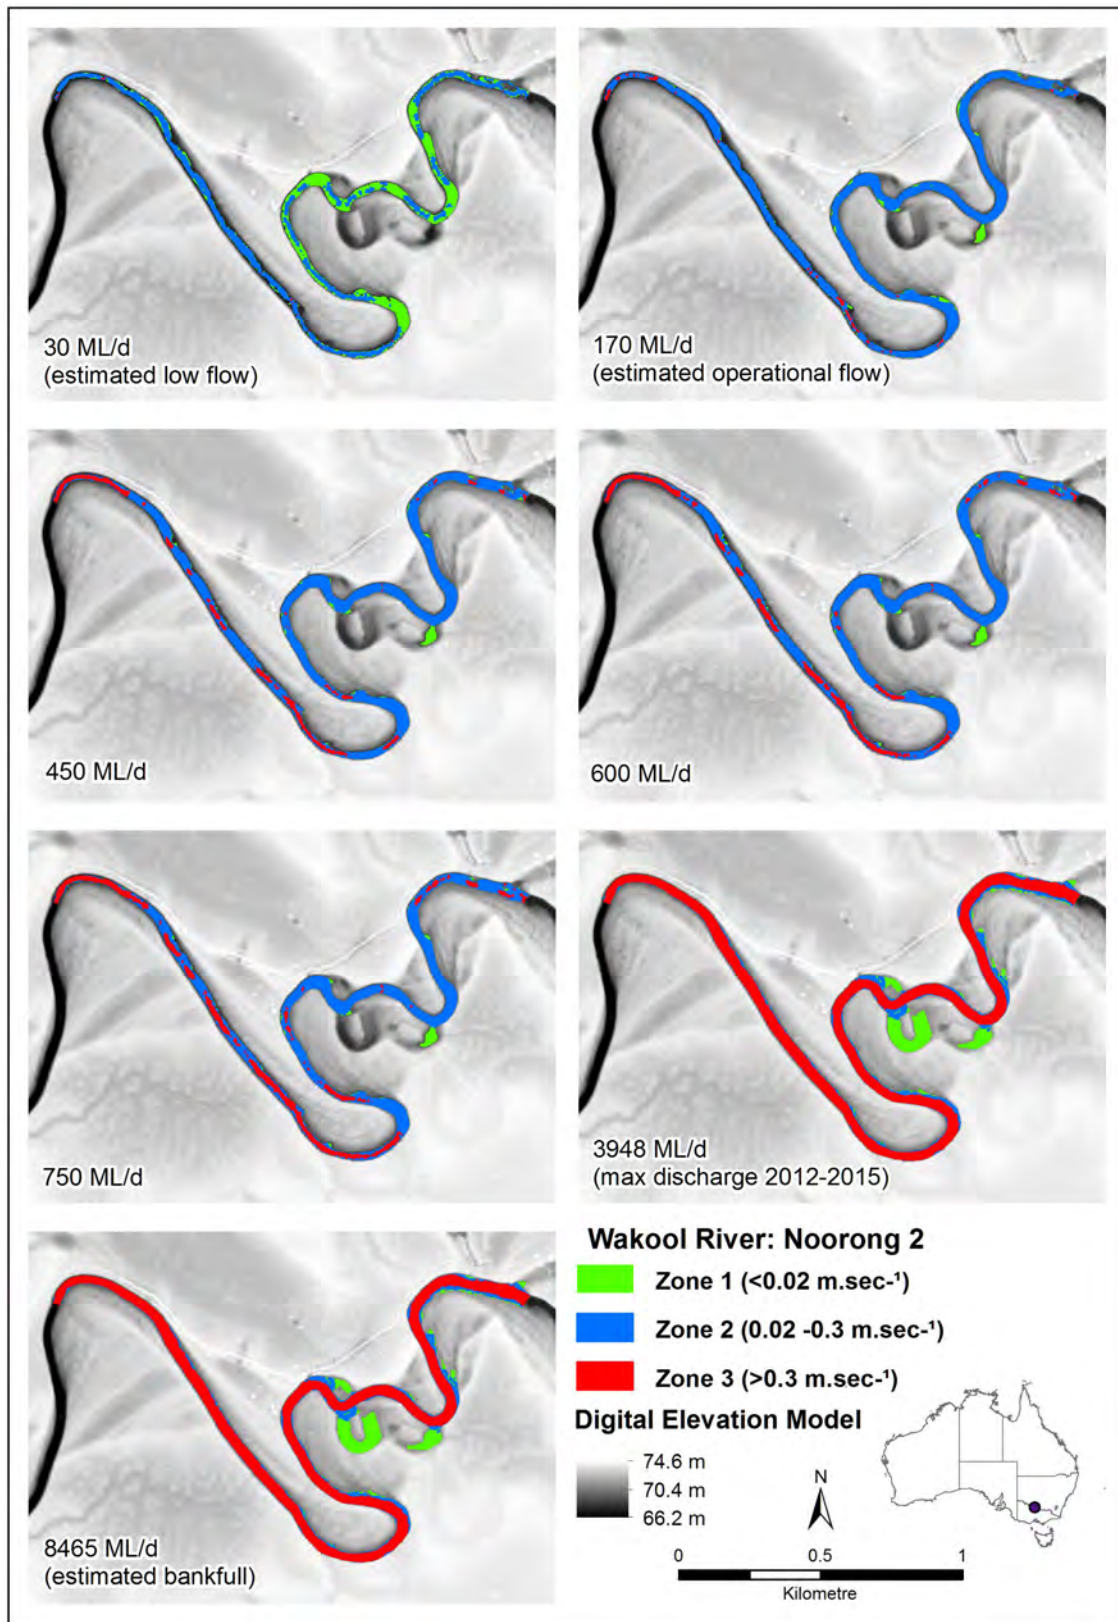 30 ML/d
(estimated low flow)
170 ML/d
(estimated operational flow)
450 ML/d
600 ML/d
750 ML/d
3948 ML/d
(max discharge 2012-2015)
8465 ML/d
(estimated bankfull)
Wakool River: Noorong 2
Zone 1 (<0.02 m.sec-¹)
Zone 2 (0.02 -0.3 m.sec-¹)
Zone 3 (>0.3 m.sec-¹)
Digital Elevation Model
74.6 m
70.4 m
66.2 m
N
0 0.5 1
Kilometre